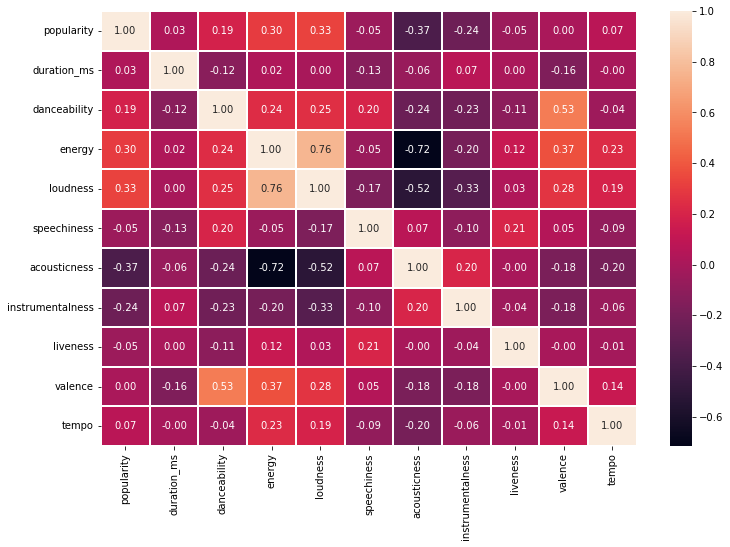 popularity 1.00 0.03 0.19 0.30 0.33 -0.05 -0.37 -0.24 -0.05 0.00 0.07
duration_ms 0.03 1.00 -0.12 0.02 0.00 -0.13 -0.06 0.07 0.00 -0.16 -0.00
danceability 0.19 -0.12 1.00 0.24 0.25 0.20 -0.24 -0.23 -0.11 0.53 -0.04
energy 0.30 0.02 0.24 1.00 0.76 -0.05 -0.72 -0.20 0.12 0.37 0.23
loudness 0.33 0.00 0.25 0.76 1.00 -0.17 -0.52 -0.33 0.03 0.28 0.19
speechiness -0.05 -0.13 0.20 -0.05 -0.17 1.00 0.07 -0.10 0.21 0.05 -0.09
acousticness -0.37 -0.06 -0.24 -0.72 -0.52 0.07 1.00 0.20 -0.00 -0.18 -0.20
instrumentalness -0.24 0.07 -0.23 -0.20 -0.33 -0.10 0.20 1.00 -0.04 -0.18 -0.06
liveness -0.05 0.00 -0.11 0.12 0.03 0.21 -0.00 -0.04 1.00 -0.00 -0.01
valence 0.00 -0.16 0.53 0.37 0.28 0.05 -0.18 -0.18 -0.00 1.00 0.14
tempo 0.07 -0.00 -0.04 0.23 0.19 -0.09 -0.20 -0.06 -0.01 0.14 1.00
popularity
duration_ms
danceability
energy
loudness
speechiness
acousticness
instrumentalness
liveness
valence
tempo
1.0
0.8
0.6
0.4
0.2
0.0
−0.2
−0.4
−0.6